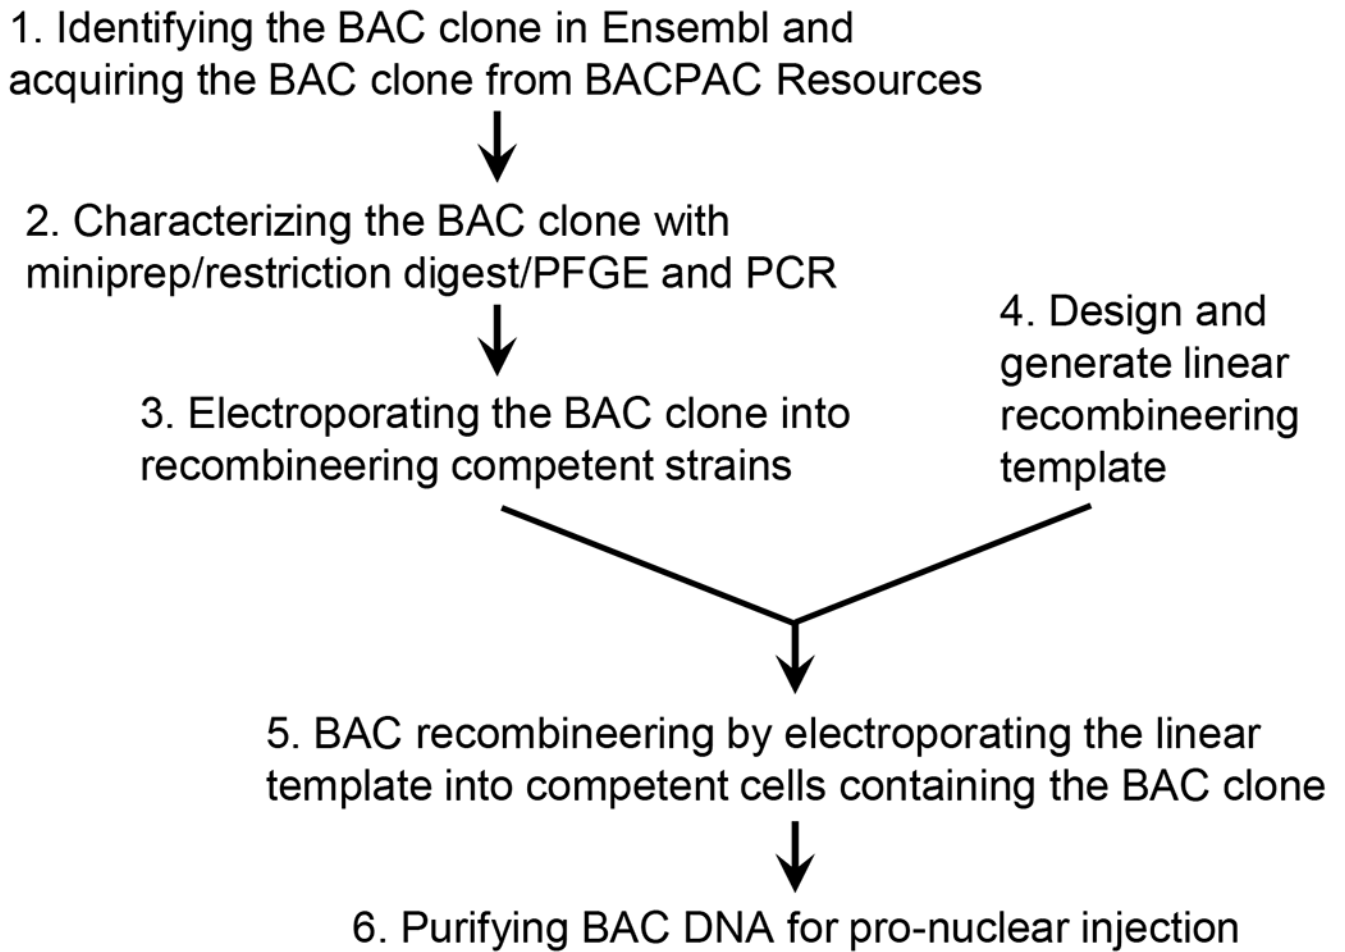 1. Identifying the BAC clone in Ensembl and
acquiring the BAC clone from BACPAC Resources
2. Characterizing the BAC clone with
miniprep/restriction digest/PFGE and PCR
3. Electroporating the BAC clone into
recombineering competent strains
4. Design and
generate linear
recombineering
template
5. BAC recombineering by electroporating the linear
template into competent cells containing the BAC clone
6. Purifying BAC DNA for pro-nuclear injection